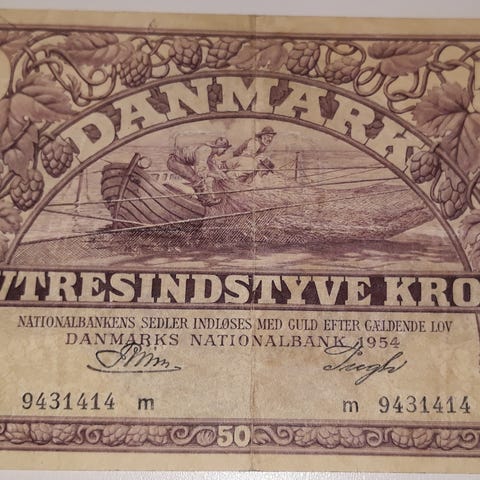 DANMARK
/TRESINDSTYVE KRO
NATIONALBANKENS SEDLER INDLØSES MED GULD EFTER GÆLDENDE LOV
DANMARKS NATIONALBANK 1954
9431414 m m 9431414
50